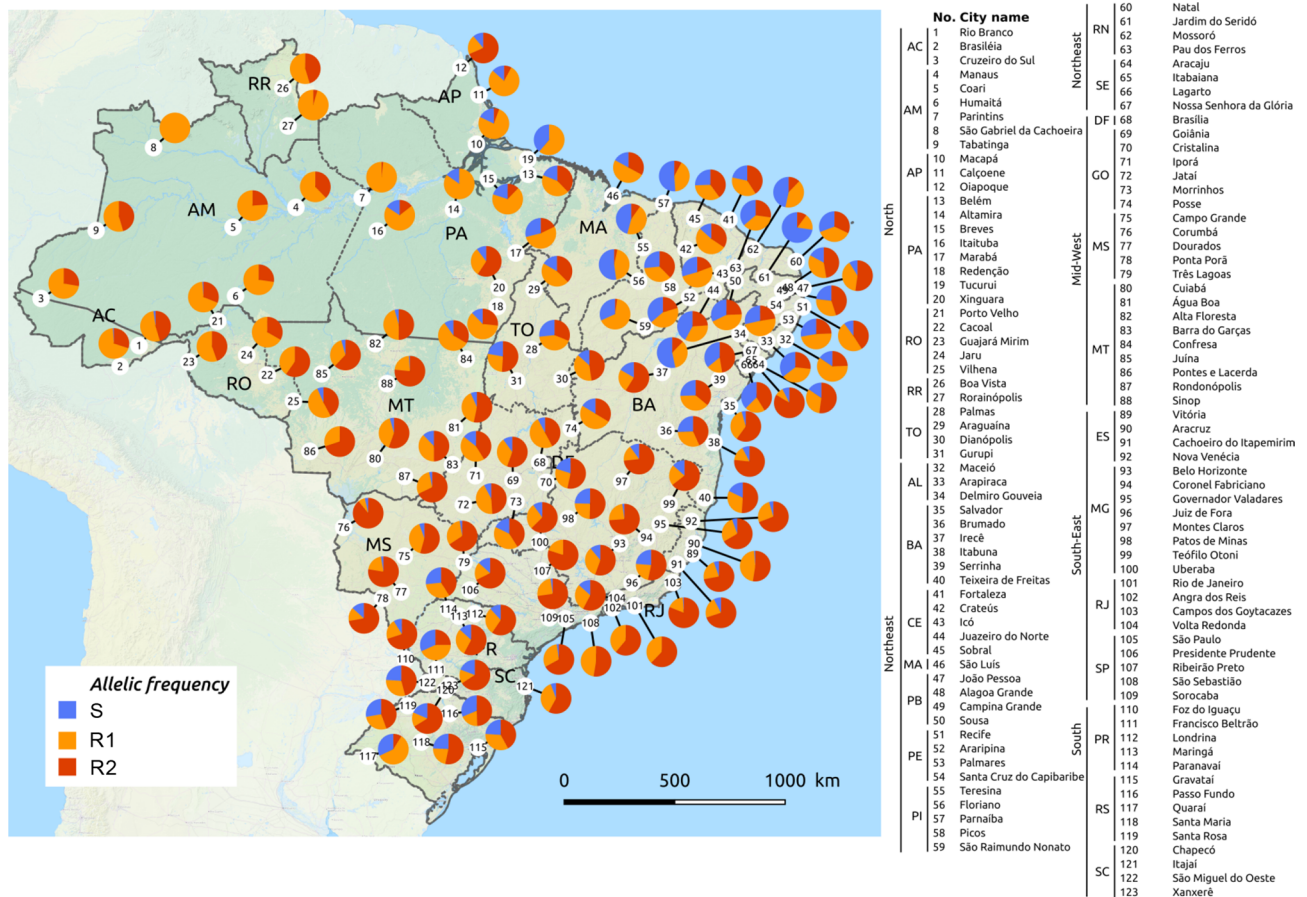 RR
AP
AM
PA
MA
AC
RO
TO
MT
BA
DF
MS
RJ
R
SC
Allelic frequency
S
R1
R2
0 500 1000 km
No. City name
North
AC
1 Rio Branco
2 Brasiléia
3 Cruzeiro do Sul
AM
4 Manaus
5 Coari
6 Humaitá
7 Parintins
8 São Gabriel da Cachoeira
9 Tabatinga
AP
10 Macapá
11 Calçoene
12 Oiapoque
PA
13 Belém
14 Altamira
15 Breves
16 Itaituba
17 Marabá
18 Redenção
19 Tucuruí
20 Xinguara
RO
21 Porto Velho
22 Cacoal
23 Guajará Mirim
24 Jaru
25 Vilhena
RR
26 Boa Vista
27 Rorainópolis
TO
28 Palmas
29 Araguaína
30 Dianópolis
31 Gurupi
Northeast
AL
32 Maceió
33 Arapiraca
34 Delmiro Gouveia
BA
35 Salvador
36 Brumado
37 Irecê
38 Itabuna
39 Serrinha
40 Teixeira de Freitas
CE
41 Fortaleza
42 Crateús
43 Icó
44 Juazeiro do Norte
45 Sobral
MA
46 São Luís
PB
47 João Pessoa
48 Alagoa Grande
49 Campina Grande
50 Sousa
PE
51 Recife
52 Araripina
53 Palmares
54 Santa Cruz do Capibaribe
PI
55 Teresina
56 Floriano
57 Parnaíba
58 Picos
59 São Raimundo Nonato
Northeast
RN
60 Natal
61 Jardim do Seridó
62 Mossoró
63 Pau dos Ferros
SE
64 Aracaju
65 Itabaiana
66 Lagarto
67 Nossa Senhora da Glória
Mid-West
DF
68 Brasília
GO
69 Goiânia
70 Cristalina
71 Iporá
72 Jataí
73 Morrinhos
74 Posse
MS
75 Campo Grande
76 Corumbá
77 Dourados
78 Ponta Porã
79 Três Lagoas
MT
80 Cuiabá
81 Água Boa
82 Alta Floresta
83 Barra do Garças
84 Confresa
85 Juína
86 Pontes e Lacerda
87 Rondonópolis
88 Sinop
South-East
ES
89 Vitória
90 Aracruz
91 Cachoeiro do Itapemirim
92 Nova Venécia
MG
93 Belo Horizonte
94 Coronel Fabriciano
95 Governador Valadares
96 Juiz de Fora
97 Montes Claros
98 Patos de Minas
99 Teófilo Otoni
100 Uberaba
RJ
101 Rio de Janeiro
102 Angra dos Reis
103 Campos dos Goytacazes
104 Volta Redonda
SP
105 São Paulo
106 Presidente Prudente
107 Ribeirão Preto
108 São Sebastião
109 Sorocaba
South
PR
110 Foz do Iguaçu
111 Francisco Beltrão
112 Londrina
113 Maringá
114 Paranavaí
RS
115 Gravataí
116 Passo Fundo
117 Quaraí
118 Santa Maria
119 Santa Rosa
SC
120 Chapecó
121 Itajaí
122 São Miguel do Oeste
123 Xanxerê